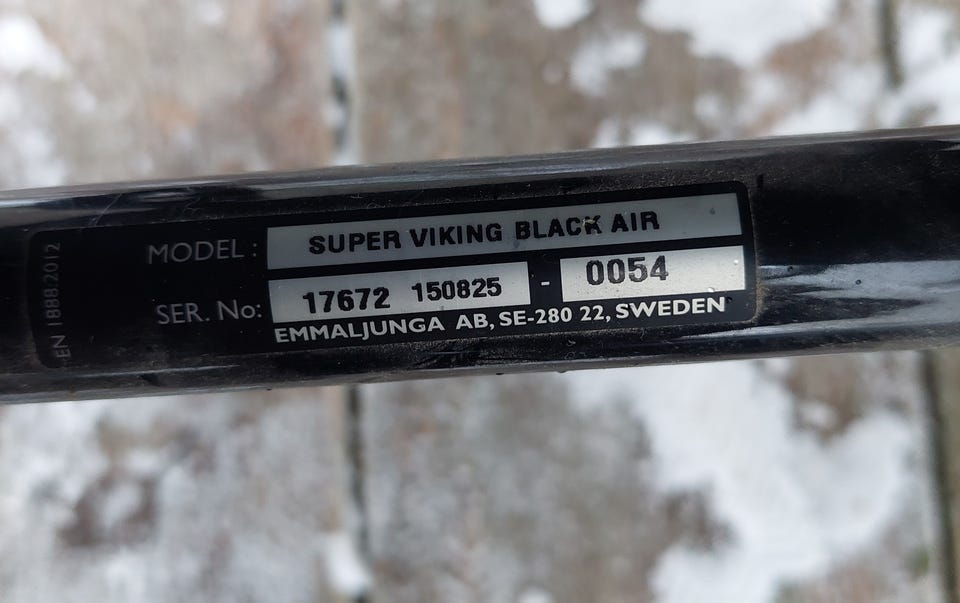 MODEL : SUPER VIKING BLACK AIR
SER. No: 17672 150825 - 0054
EMMALJUNGA AB, SE-280 22, SWEDEN
EN 1888:2012